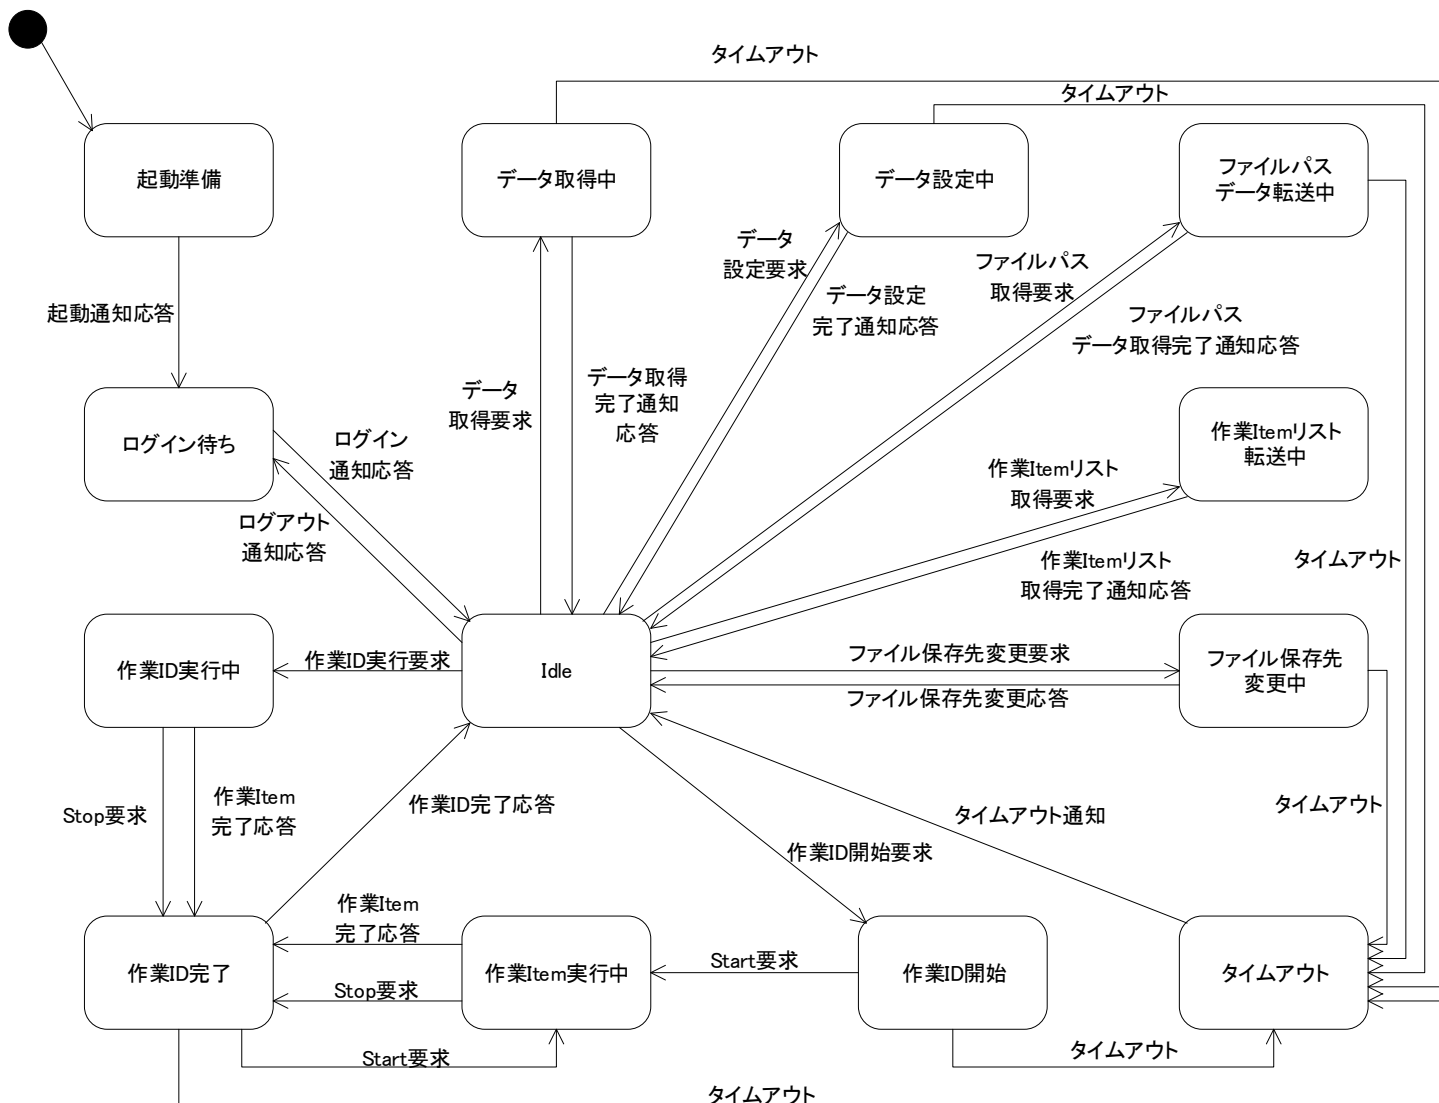 タイムアウト
タイムアウト
起動準備
データ取得中
データ設定中
ファイルパス
データ転送中
データ
設定要求
ファイルパス
取得要求
データ設定
完了通知応答
ファイルパス
データ取得完了通知応答
起動通知応答
データ
取得要求
データ取得
完了通知
応答
ログイン待ち
ログイン
通知応答
作業Itemリスト
転送中
作業Itemリスト
取得要求
ログアウト
通知応答
作業Itemリスト
取得完了通知応答
タイムアウト
作業ID実行中
作業ID実行要求
Idle
ファイル保存先変更要求
ファイル保存先変更応答
ファイル保存先
変更中
Stop要求
作業Item
完了応答
作業ID完了応答
タイムアウト通知
タイムアウト
作業ID開始要求
作業Item
完了応答
作業ID完了
Stop要求
作業Item実行中
Start要求
作業ID開始
タイムアウト
Start要求
タイムアウト
タイムアウト